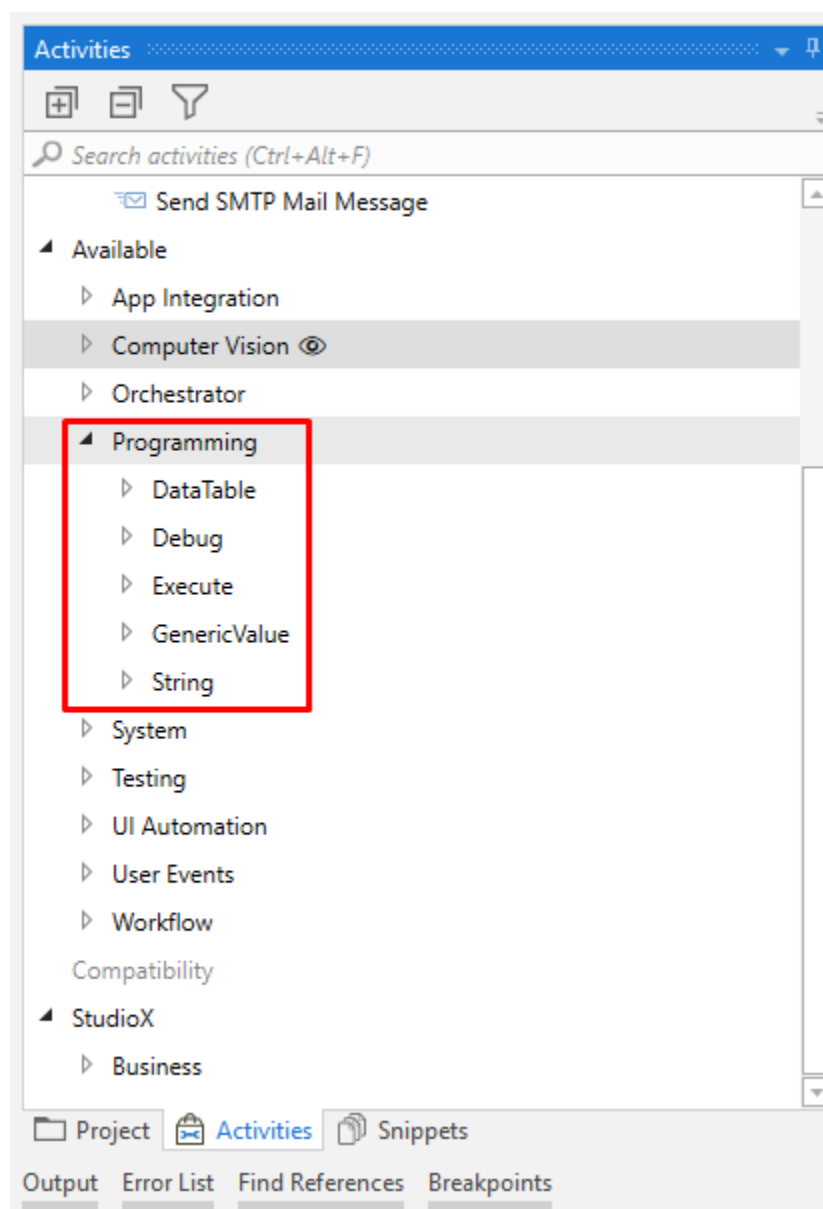 Activities
Search activities (Ctrl+Alt+F)
Send SMTP Mail Message
Available
App Integration
Computer Vision
Orchestrator
Programming
DataTable
Debug
Execute
GenericValue
String
System
Testing
UI Automation
User Events
Workflow
Compatibility
StudioX
Business
Project Activities Snippets
Output Error List Find References Breakpoints